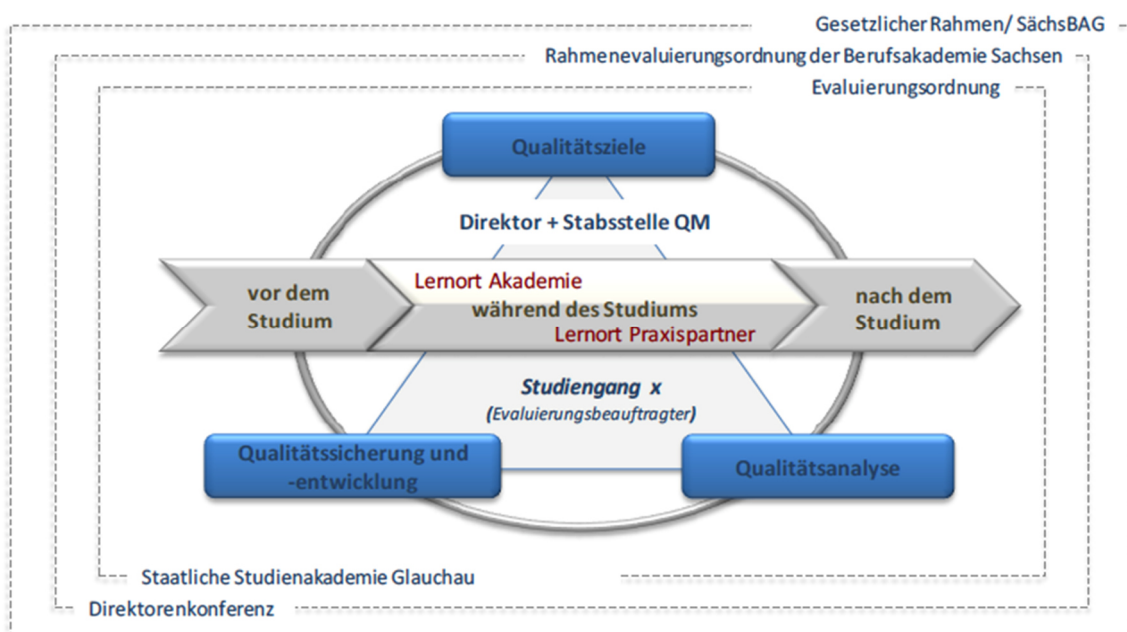 Gesetzlicher Rahmen/ SächsBAG
Rahmenevaluierungsordnung der Berufsakademie Sachsen
Evaluierungsordnung
Qualitätsziele
Direktor + Stabsstelle QM
vor dem
Studium
Lernort Akademie
während des Studiums
Lernort Praxispartner
nach dem
Studium
Studiengang x
(Evaluierungsbeauftragter)
Qualitätssicherung und
-entwicklung
Qualitätsanalyse
Staatliche Studienakademie Glauchau
Direktorenkonferenz